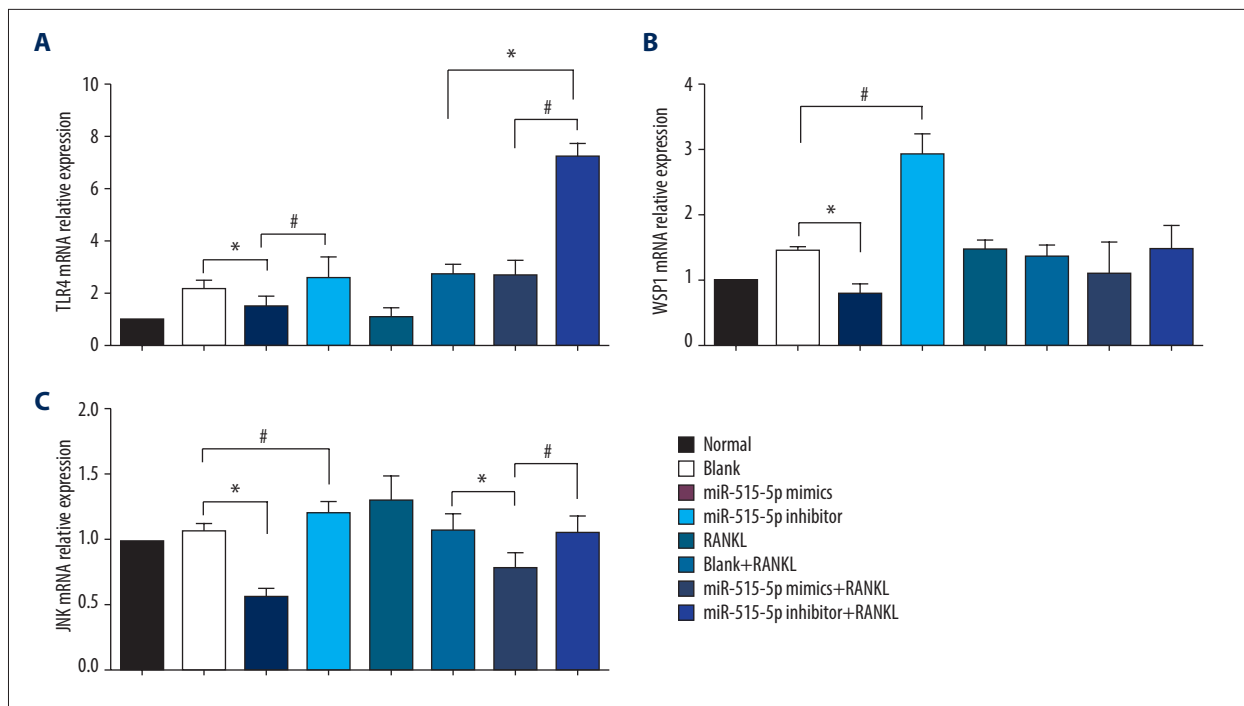 A
TLR4 mRNA relative expression
10
8
6
4
2
0
*
#
*
#
B
WSP1 mRNA relative expression
4
3
2
1
0
*
#
C
JNK mRNA relative expression
2.0
1.5
1.0
0.5
0.0
*
#
*
#
Normal
Blank
miR-515-5p mimics
miR-515-5p inhibitor
RANKL
Blank+RANKL
miR-515-5p mimics+RANKL
miR-515-5p inhibitor+RANKL